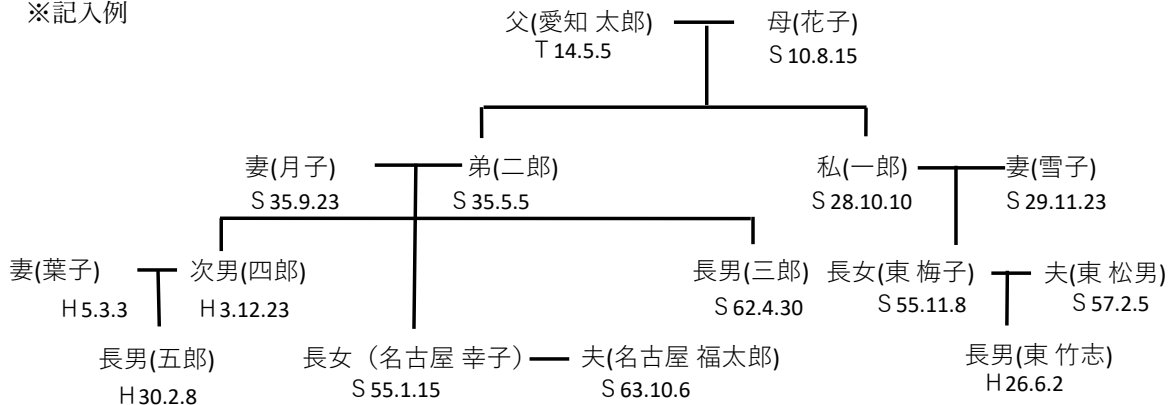 ※記入例
父(愛知 太郎) 母(花子)
T 14.5.5 S 10.8.15
妻(月子) 弟(二郎) 私(一郎) 妻(雪子)
S 35.9.23 S 35.5.5 S 28.10.10 S 29.11.23
妻(葉子) 次男(四郎) 長男(三郎) 長女(東 梅子) 夫(東 松男)
H 5.3.3 H 3.12.23 S 62.4.30 S 55.11.8 S 57.2.5
長男(五郎) 長女（名古屋 幸子） 夫(名古屋 福太郎) 長男(東 竹志)
H 30.2.8 S 55.1.15 S 63.10.6 H 26.6.2